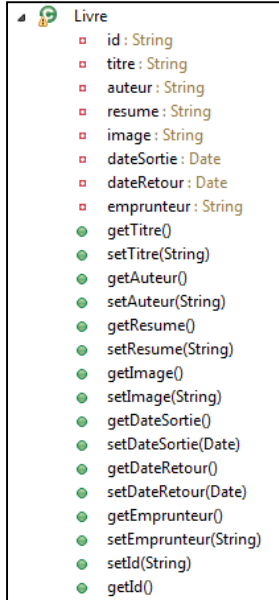 Livre
id : String
titre : String
auteur : String
resume : String
image : String
dateSortie : Date
dateRetour : Date
emprunteur : String
getTitre()
setTitre(String)
getAuteur()
setAuteur(String)
getResume()
setResume(String)
getImage()
setImage(String)
getDateSortie()
setDateSortie(Date)
getDateRetour()
setDateRetour(Date)
getEmprunteur()
setEmprunteur(String)
setId(String)
getId()